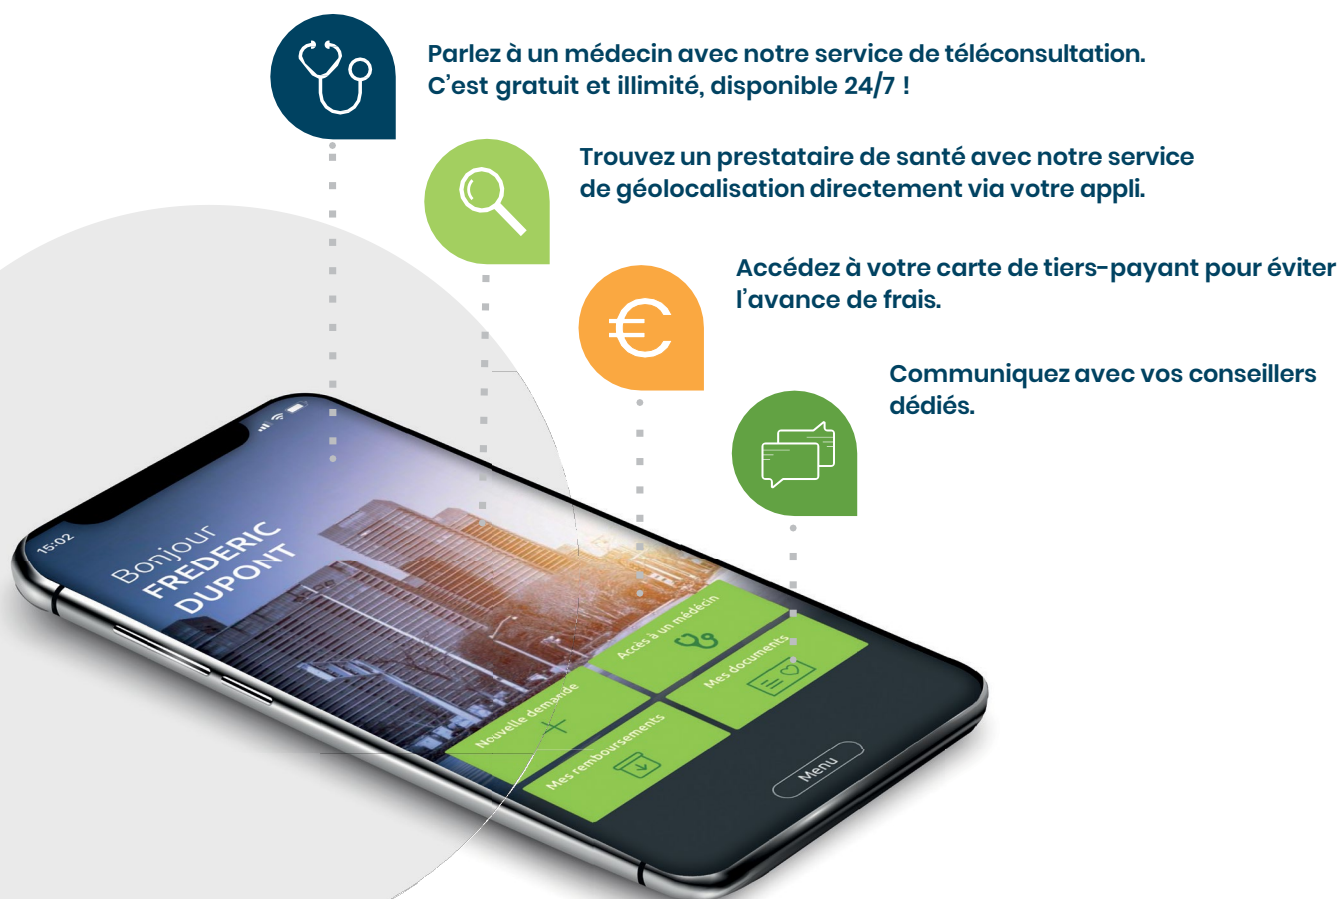 Parlez à un médecin avec notre service de téléconsultation.
C’est gratuit et illimité, disponible 24/7 !
Trouvez un prestataire de santé avec notre service
de géolocalisation directement via votre appli.
Accédez à votre carte de tiers-payant pour éviter
l’avance de frais.
Communiquez avec vos conseillers
dédiés.
15:02
Bonjour
FREDERIC
DUPONT
Nouvelle demande
Accès à un médecin
Mes remboursements
Mes documents
Menu